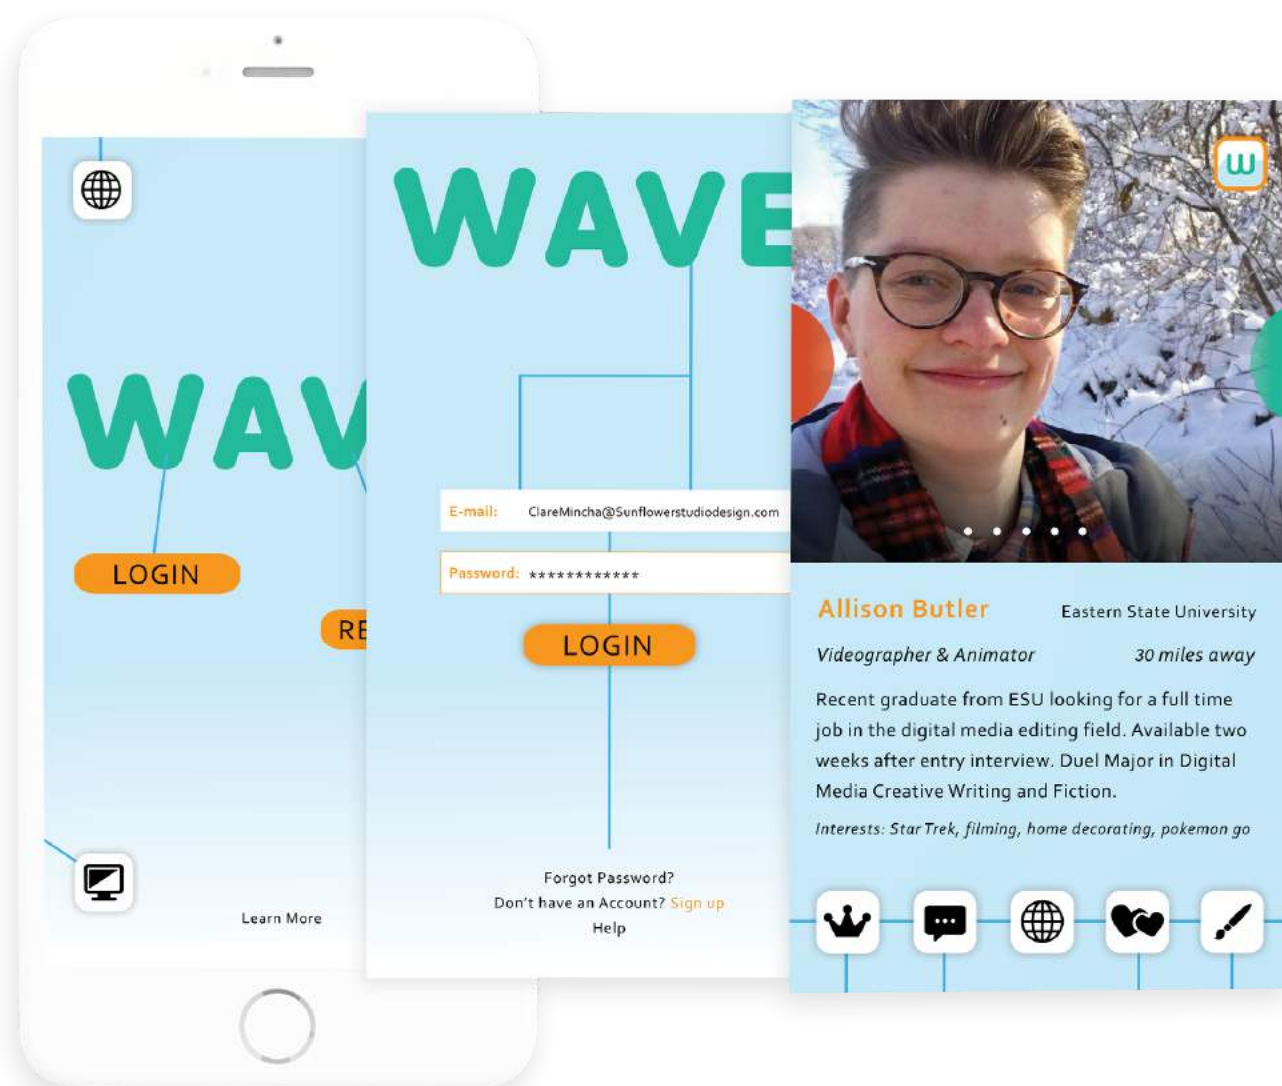 WAV
LOGIN
RE
Learn More
WAVE
E-mail: ClareMincha@Sunflowerstudiodesign.com
Password: ************
LOGIN
Forgot Password?
Don't have an Account? Sign up
Help
W
Allison Butler Eastern State University
Videographer & Animator 30 miles away
Recent graduate from ESU looking for a full time
job in the digital media editing field. Available two
weeks after entry interview. Duel Major in Digital
Media Creative Writing and Fiction.
Interests: Star Trek, filming, home decorating, pokemon go